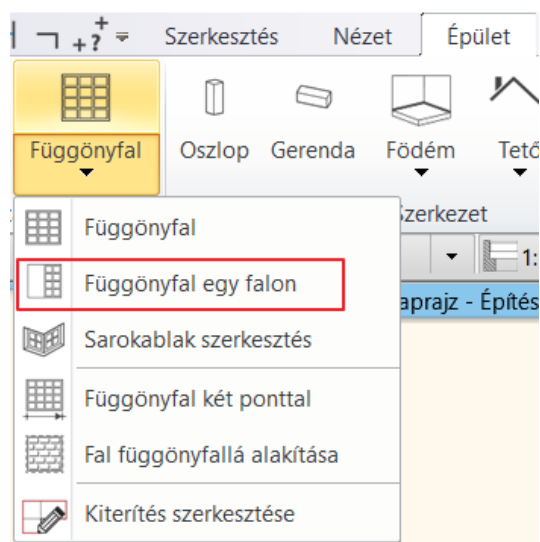 Szerkesztés Nézet Épület
Függönyfal Oszlop Gerenda Födém Tető
Szerkezet
Függönyfal
Függönyfal egy falon
1:
aprajz - Építés
Sarokablak szerkesztés
Függönyfal két ponttal
Fal függönyfallá alakítása
Kiterítés szerkesztése